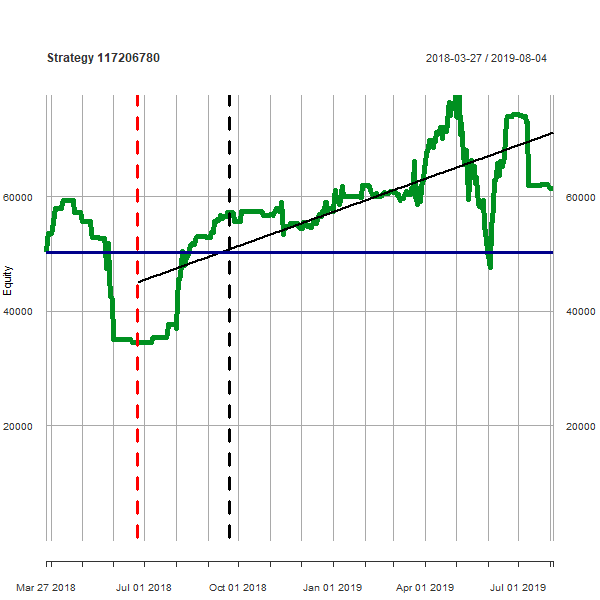 Strategy 117206780 2018-03-27 / 2019-08-04
60000 60000
Equity
40000 40000
20000 20000
Mar 27 2018 Jul 01 2018 Oct 01 2018 Jan 01 2019 Apr 01 2019 Jul 01 2019